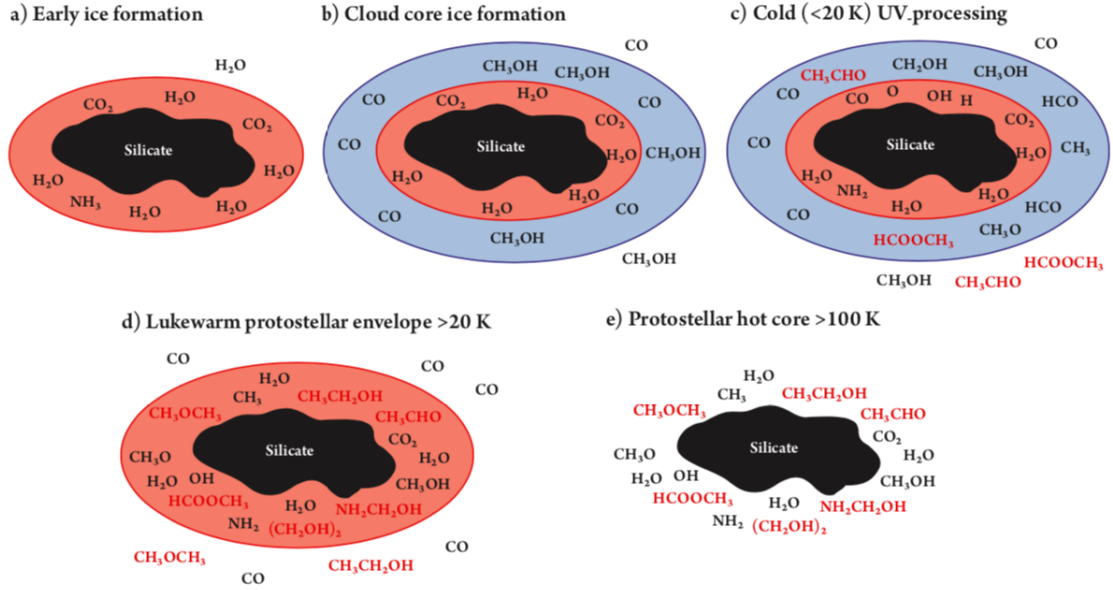 a) Early ice formation
H₂O
CO₂
H₂O
CO₂
Silicate
H₂O
H₂O
NH₃
H₂O
H₂O
b) Cloud core ice formation
CO
CH₃OH
CH₃OH
CO
CO₂
H₂O
CO
CO₂
CO
Silicate
H₂O
CH₃OH
H₂O
H₂O
H₂O
CO
CO
CH₃OH
CH₃OH
c) Cold (<20 K) UV processing
CO
CH₃CHO
CH₂OH
CH₃OH
CO
CO
O
OH
H
HCO
CO₂
CO
Silicate
H₂O
CH₃
H₂O
NH₂
H₂O
H₂O
HCO
CO
HCOOCH₃
CH₃O
HCOOCH₃
CH₃OH
CH₃CHO
d) Lukewarm protostellar envelope >20 K
CO
CO
CO
H₂O
CH₃
CH₃CH₂OH
CH₃OCH₃
CH₃CHO
CO₂
Silicate
CH₃O
H₂O
H₂O
OH
CH₃OH
HCOOCH₃
H₂O
NH₂CH₂OH
NH₂
(CH₂OH)₂
CO
CH₃OCH₃
CH₃CH₂OH
CO
e) Protostellar hot core >100 K
H₂O
CH₃
CH₃CH₂OH
CH₃OCH₃
CH₃CHO
CO₂
Silicate
CH₃O
H₂O
H₂O
OH
CH₃OH
HCOOCH₃
H₂O
NH₂CH₂OH
NH₂
(CH₂OH)₂